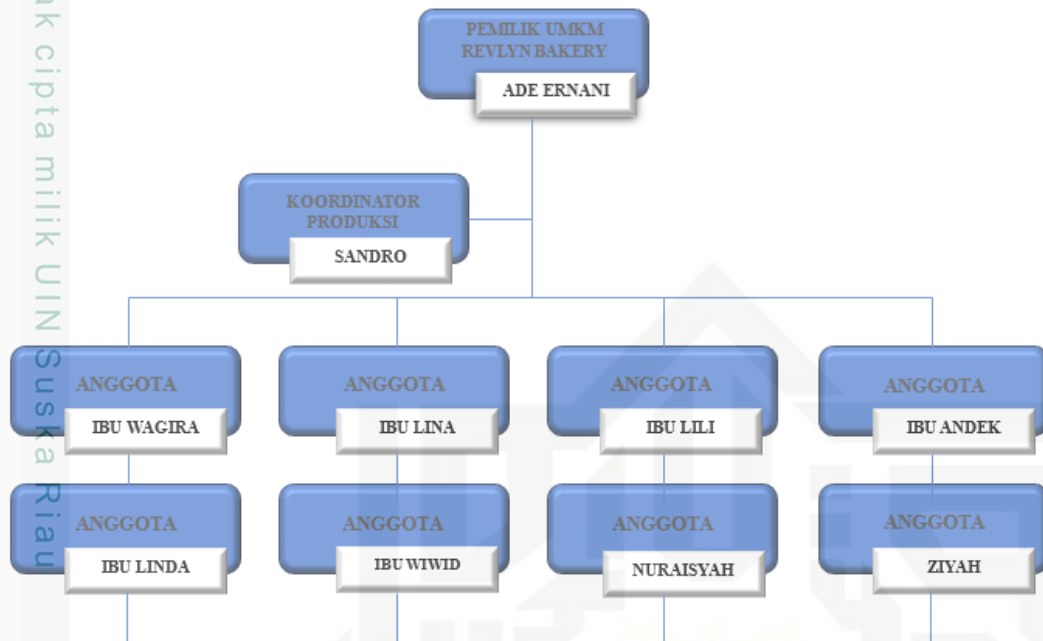 ak cipta milik UIN Suska Riau
PEMILIK UMKM
REVLYN BAKERY
ADE ERNANI
KOORDINATOR
PRODUKSI
SANDRO
ANGGOTA
IBU WAGIRA
ANGGOTA
IBU LINA
ANGGOTA
IBU LILI
ANGGOTA
IBU ANDEK
ANGGOTA
IBU LINDA
ANGGOTA
IBU WIWID
ANGGOTA
NURAISYAH
ANGGOTA
ZIYAH